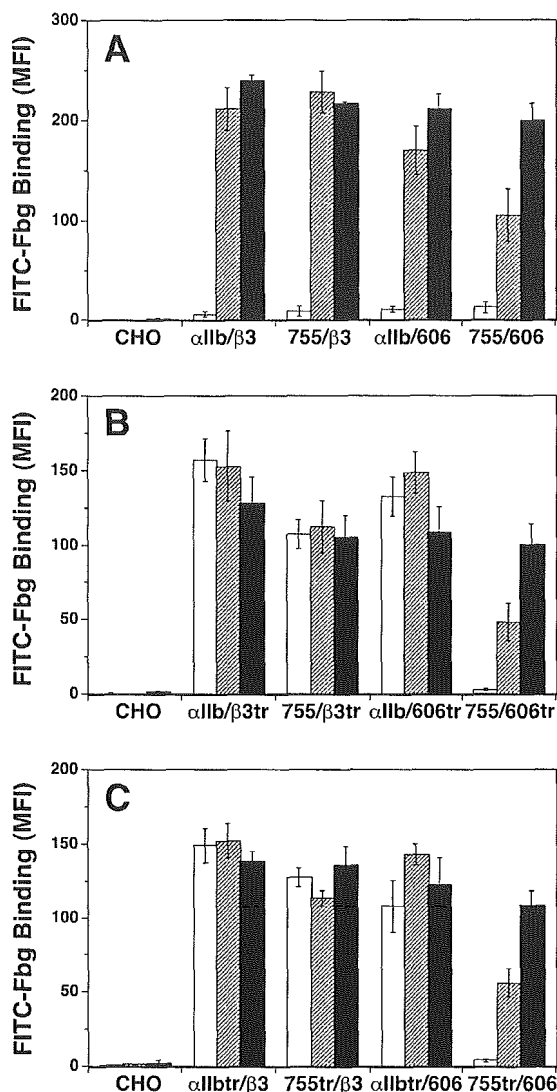 A
FITC-Fbg Binding (MFI)
300
200
100
0
CHO αIIb/β3 755/β3 αIIb/606 755/606
B
FITC-Fbg Binding (MFI)
200
150
100
50
0
CHO αIIb/β3tr 755/β3tr αIIb/606tr 755/606tr
C
FITC-Fbg Binding (MFI)
200
150
100
50
0
CHO αIIbtr/β3 755tr/β3 αIIbtr/606 755tr/606